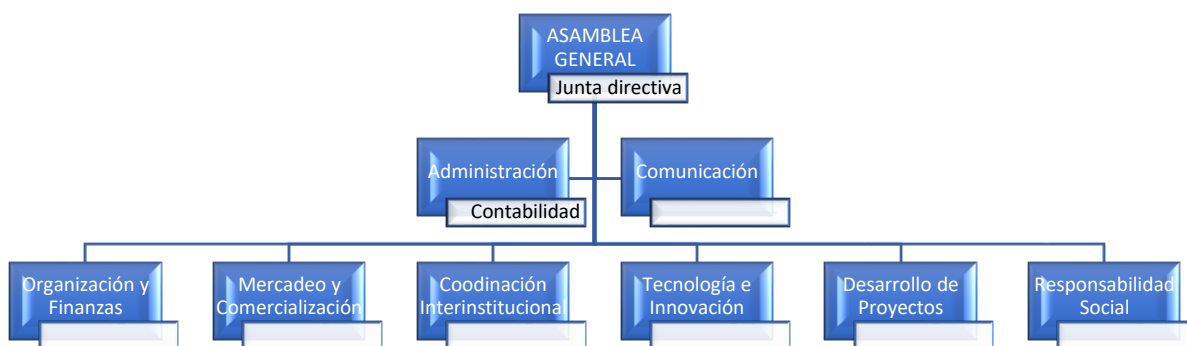 ASAMBLEA
GENERAL
Junta directiva
Administración
Contabilidad
Comunicación
Organización y
Finanzas
Mercadeo y
Comercialización
Coodinación
Interinstitucional
Tecnología e
Innovación
Desarrollo de
Proyectos
Responsabilidad
Social